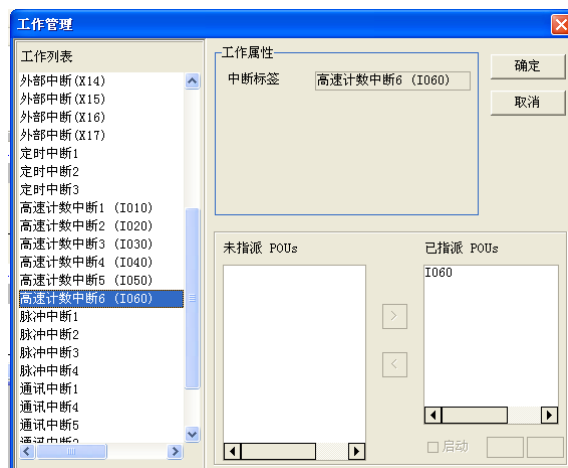 工作管理
工作列表
外部中断(X14)
外部中断(X15)
外部中断(X16)
外部中断(X17)
定时中断1
定时中断2
定时中断3
高速计数中断1 (I010)
高速计数中断2 (I020)
高速计数中断3 (I030)
高速计数中断4 (I040)
高速计数中断5 (I050)
高速计数中断6 (I060)
脉冲中断1
脉冲中断2
脉冲中断3
脉冲中断4
通讯中断1
通讯中断4
通讯中断5
工作属性
中断标签 高速计数中断6 (I060)
确定
取消
未指派 POUs
已指派 POUs
I060
>
<
启动